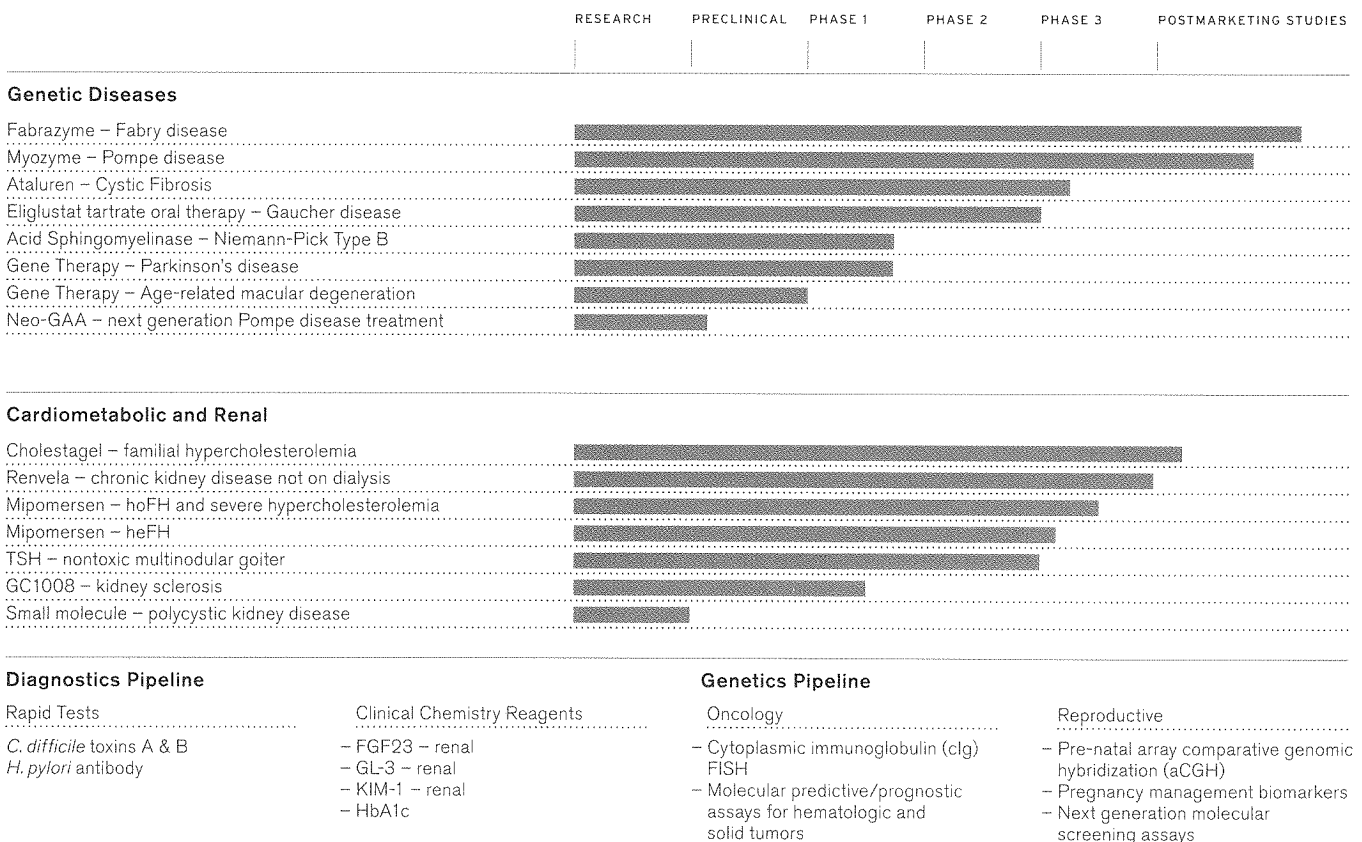 RESEARCH PRECLINICAL PHASE 1 PHASE 2 PHASE 3 POSTMARKETING STUDIES
Genetic Diseases
Fabrazyme – Fabry disease
Myozyme – Pompe disease
Ataluren – Cystic Fibrosis
Eliglustat tartrate oral therapy – Gaucher disease
Acid Sphingomyelinase – Niemann-Pick Type B
Gene Therapy – Parkinson's disease
Gene Therapy – Age-related macular degeneration
Neo-GAA – next generation Pompe disease treatment
Cardiometabolic and Renal
Cholestagel – familial hypercholesterolemia
Renvela – chronic kidney disease not on dialysis
Mipomersen – hoFH and severe hypercholesterolemia
Mipomersen – heFH
TSH – nontoxic multinodular goiter
GC1008 – kidney sclerosis
Small molecule – polycystic kidney disease
Diagnostics Pipeline
Rapid Tests
C. difficile toxins A & B
H. pylori antibody
Clinical Chemistry Reagents
– FGF23 – renal
– GL-3 – renal
– KIM-1 – renal
– HbA1c
Genetics Pipeline
Oncology
– Cytoplasmic immunoglobulin (cIg)
FISH
– Molecular predictive/prognostic
assays for hematologic and
solid tumors
Reproductive
– Pre-natal array comparative genomic
hybridization (aCGH)
– Pregnancy management biomarkers
– Next generation molecular
screening assays